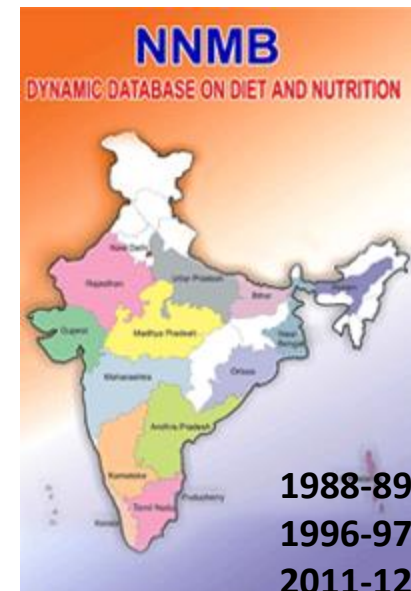 NNMB
DYNAMIC DATABASE ON DIET AND NUTRITION
New Delhi
Rajasthan
Uttar Pradesh
Bihar
Assam
Gujarat
Madhya Pradesh
West
Bengal
Maharashtra
Orissa
Andhra Pradesh
Karnataka
Puducherry
Tamil Nadu
Kerala
1988-89
1996-97
2011-12